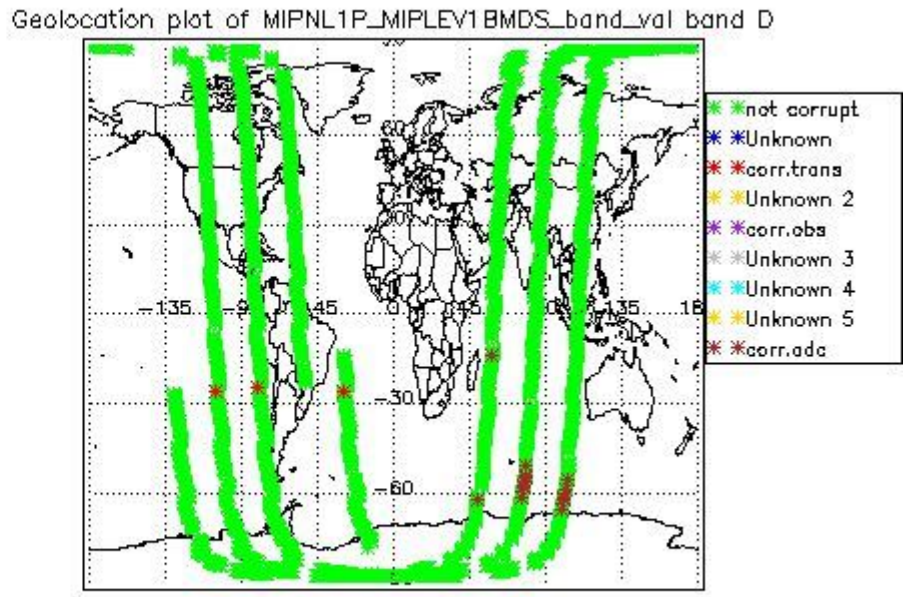 Geolocation plot of MIPNL1P_MIPLEV1BMDS_band_val band D
not corrupt
60
Unknown
corr.trans
Unknown 2
corr.obs
Unknown 3
Unknown 4
-135 45 0 135
Unknown 5
corr.adc
-30
-60